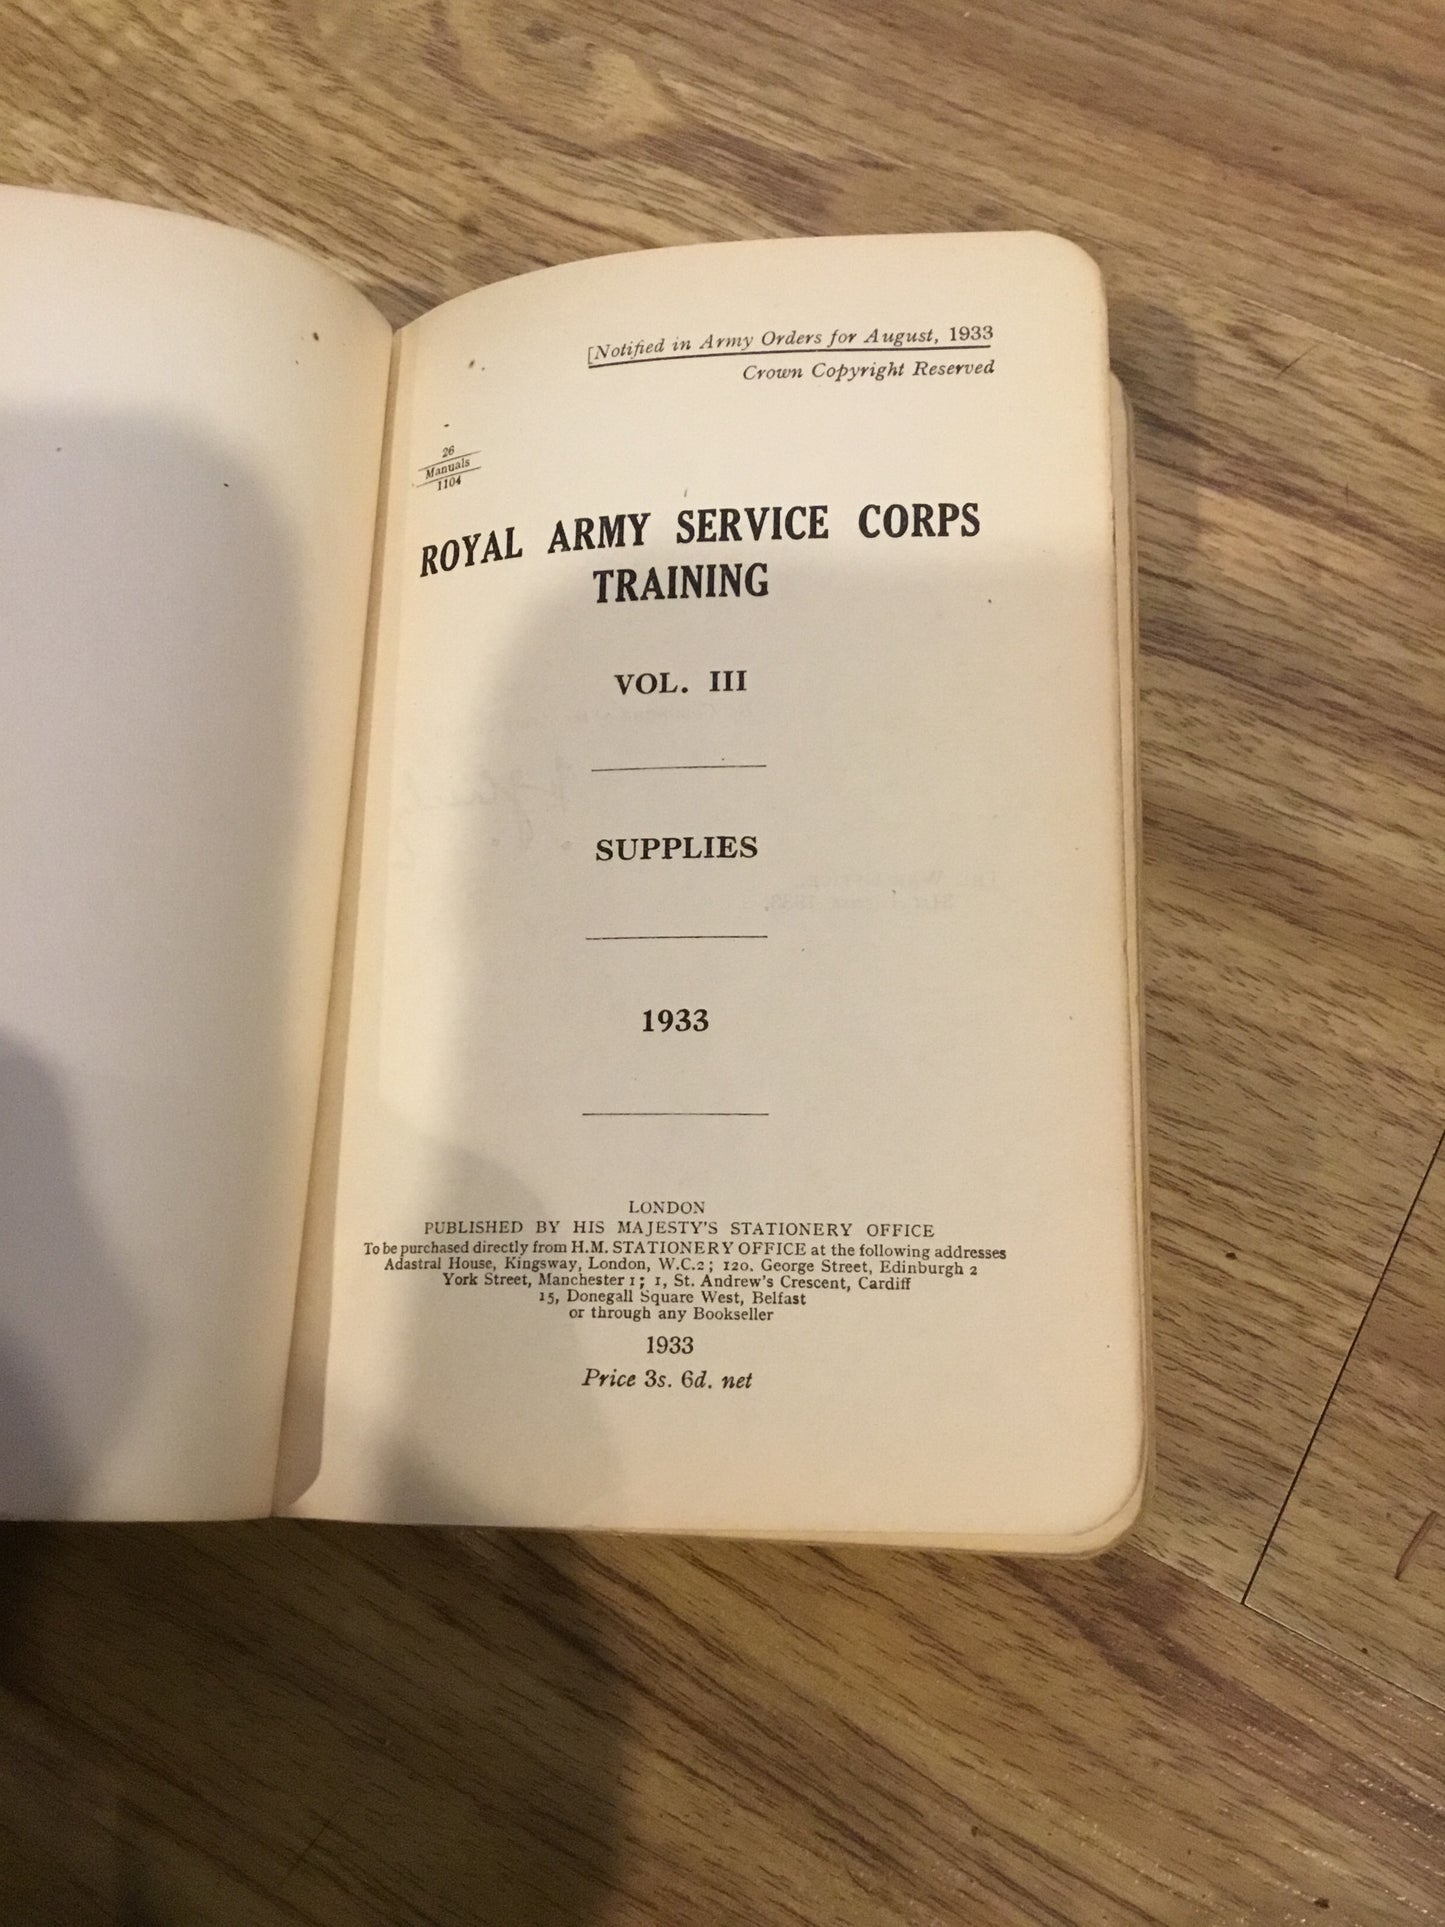 [Notified in Army Orders for August, 1933
Crown Copyright Reserved
26
Manuals
1104
ROYAL ARMY SERVICE CORPS
TRAINING
VOL. III
SUPPLIES
1933
LONDON
PUBLISHED BY HIS MAJESTY'S STATIONERY OFFICE
To be purchased directly from H.M. STATIONERY OFFICE at the following addresses
Adastral House, Kingsway, London, W.C.2; 120, George Street, Edinburgh 2
York Street, Manchester 1; 1, St. Andrew's Crescent, Cardiff
15, Donegall Square West, Belfast
or through any Bookseller
1933
Price 3s. 6d. net